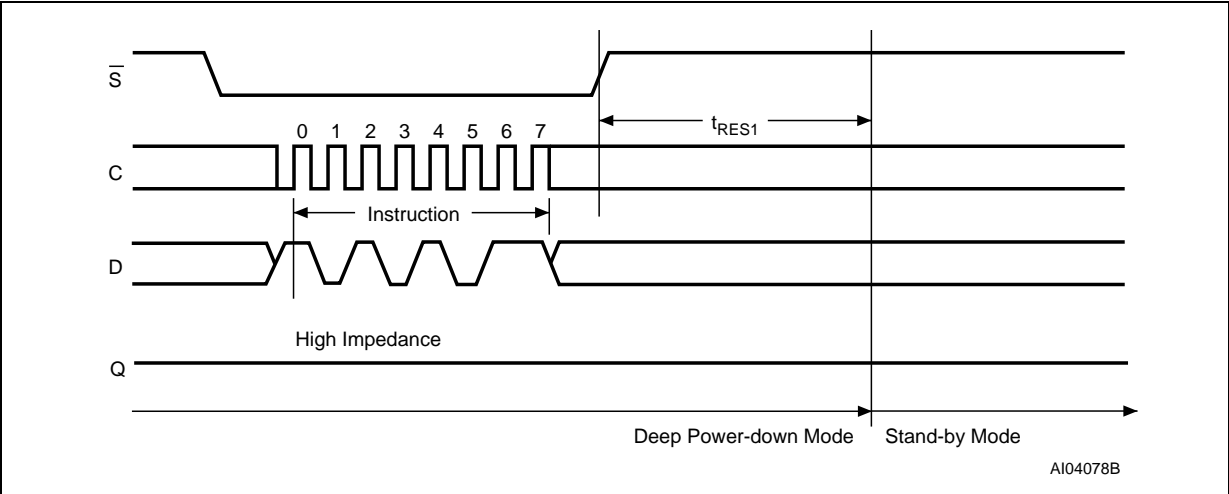 S̅
0 1 2 3 4 5 6 7
tRES1
C
Instruction
D
High Impedance
Q
Deep Power-down Mode Stand-by Mode
AI04078B